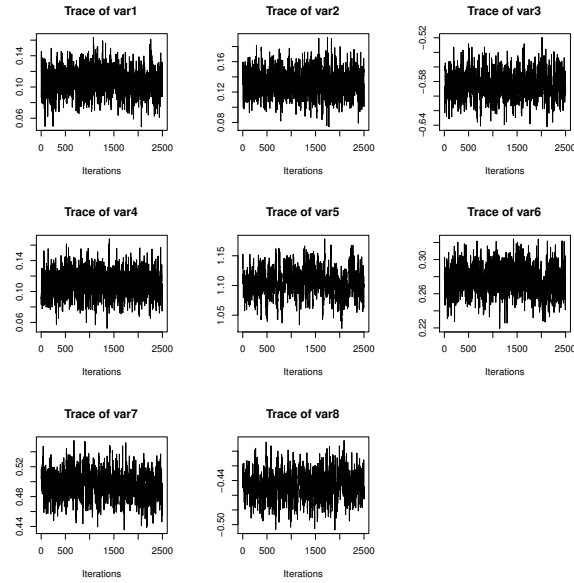 Trace of var1
0.06 0.10 0.14
0 500 1500 2500
Iterations
Trace of var2
0.08 0.12 0.16
0 500 1500 2500
Iterations
Trace of var3
−0.64 −0.58 −0.52
0 500 1500 2500
Iterations
Trace of var4
0.06 0.10 0.14
0 500 1500 2500
Iterations
Trace of var5
1.05 1.10 1.15
0 500 1500 2500
Iterations
Trace of var6
0.22 0.26 0.30
0 500 1500 2500
Iterations
Trace of var7
0.44 0.48 0.52
0 500 1500 2500
Iterations
Trace of var8
−0.50 −0.44
0 500 1500 2500
Iterations